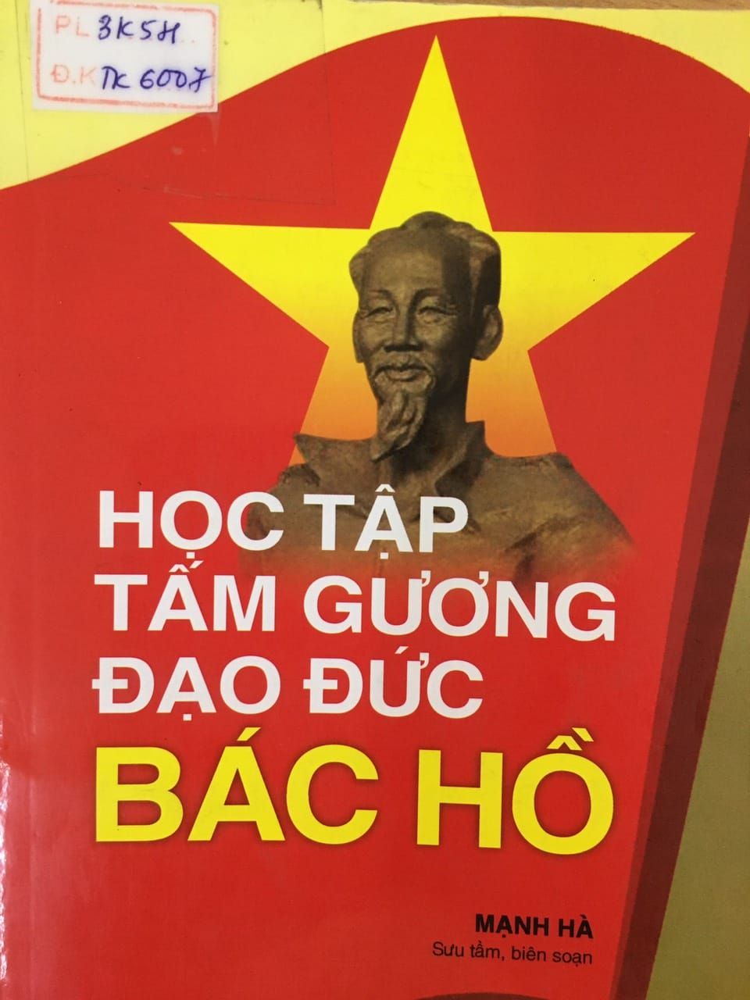 PL 3K5H
Đ.K TK 6007
HỌC TẬP
TẤM GƯƠNG
ĐẠO ĐỨC
BÁC HỒ
MẠNH HÀ
Sưu tầm, biên soạn